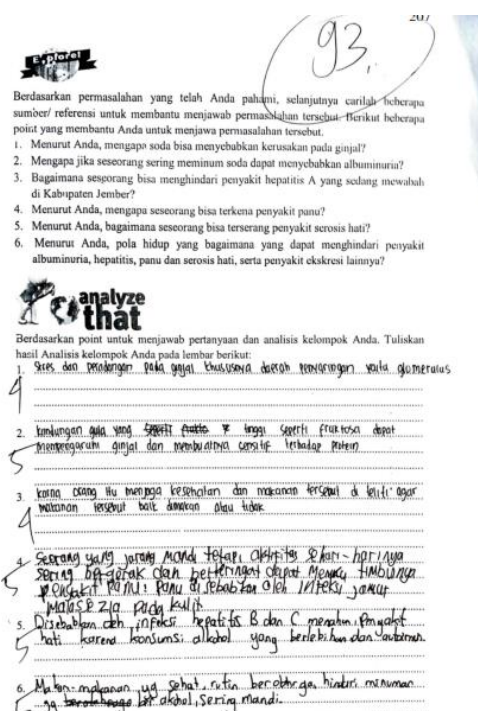 207
93.
Explore!
Berdasarkan permasalahan yang telah Anda pahami, selanjutnya carilah beberapa
sumber/ referensi untuk membantu menjawab permasalahan tersebut. Berikut beberapa
point yang membantu Anda untuk menjawa permasalahan tersebut.
1. Menurut Anda, mengapa soda bisa menyebabkan kerusakan pada ginjal?
2. Mengapa jika seseorang sering meminum soda dapat menyebabkan albuminuria?
3. Bagaimana seseorang bisa menghindari penyakit hepatitis A yang sedang mewabah
di Kabupaten Jember?
4. Menurut Anda, mengapa seseorang bisa terkena penyakit panu?
5. Menurut Anda, bagaimana seseorang bisa terserang penyakit serosis hati?
6. Menurut Anda, pola hidup yang bagaimana yang dapat menghindari penyakit
albuminuria, hepatitis, panu dan serosis hati, serta penyakit ekskresi lainnya?
analyze
that
Berdasarkan point untuk menjawab pertanyaan dan analisis kelompok Anda. Tuliskan
hasil Analisis kelompok Anda pada lembar berikut:
1. Stres dan peradangan pada ginjal khususnya daerah penyaringan yaitu glomerulus
4
2. kandungan gula yang tinggi seperti fruktosa dapat
mempengaruhi ginjal dan membuatnya sensitif terhadap protein
5
3. karna orang itu menjaga kesehatan dan makanan tersebut di teliti agar
makanan tersebut baik dimakan atau tidak
4
4. Seorang yang jarang mandi tetapi aktifitas sehari-harinya
sering bergerak dan berkeringat dapat memicu timbulnya
penyakit panu. Panu disebabkan oleh infeksi jamur
Malasezia pada kulit.
5
5. Disebabkan oleh infeksi hepatitis B dan C menahun. Penyakit
hati karena konsumsi alkohol yang berlebihan dan
5
6. Makan-makanan yg sehat, rutin berolahraga, hindari minuman
yg alkohol, sering mandi.